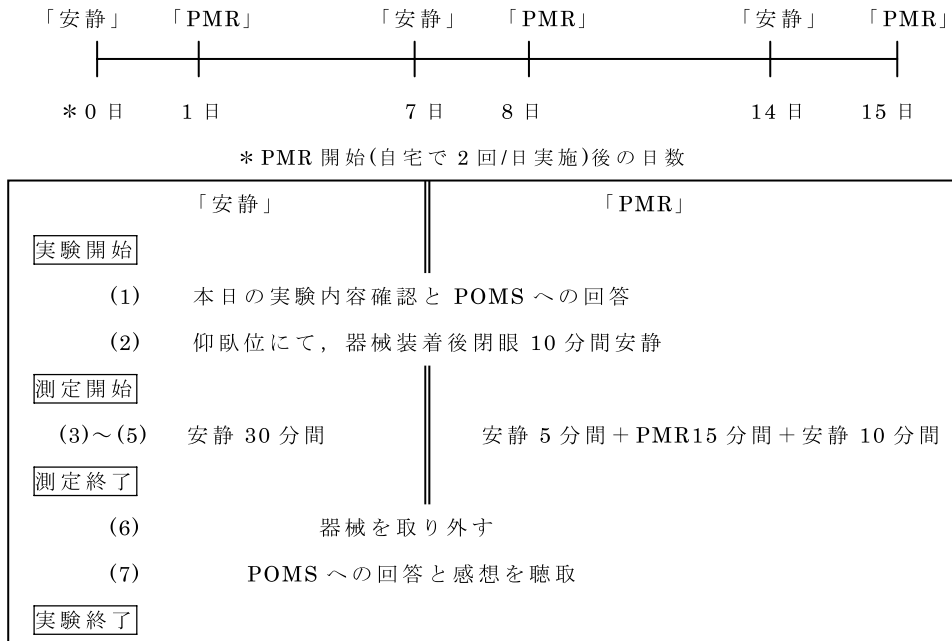 「安静」 「PMR」 「安静」 「PMR」 「安静」 「PMR」
＊0日 1日 7日 8日 14日 15日
＊PMR開始(自宅で2回/日実施)後の日数
「安静」 「PMR」
実験開始
(1) 本日の実験内容確認とPOMSへの回答
(2) 仰臥位にて，器械装着後閉眼10分間安静
測定開始
(3)～(5) 安静30分間 安静5分間＋PMR15分間＋安静10分間
測定終了
(6) 器械を取り外す
(7) POMSへの回答と感想を聴取
実験終了